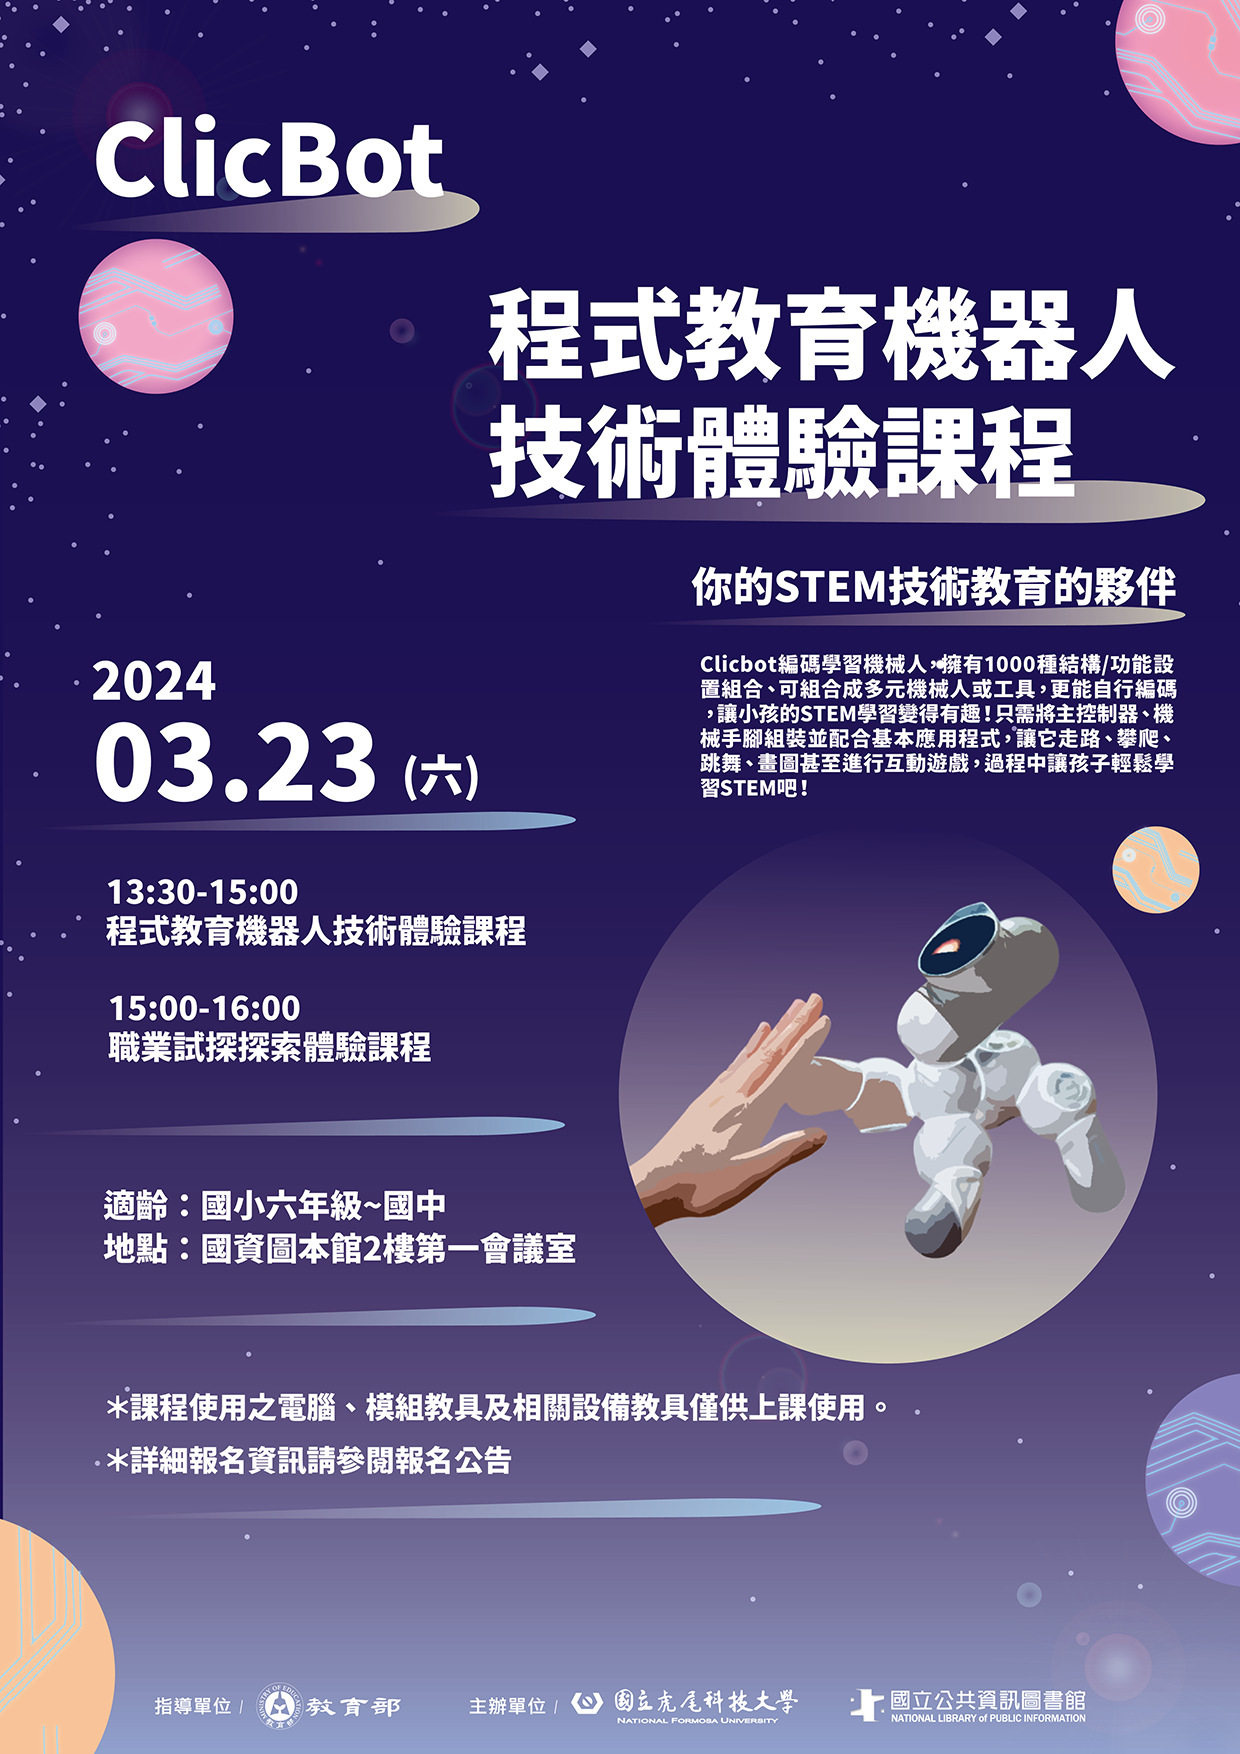 ClicBot
程式教育機器人
技術體驗課程
你的STEM技術教育的夥伴
Clicbot編碼學習機械人，擁有1000種結構/功能設
置組合、可組合成多元機械人或工具，更能自行編碼
，讓小孩的STEM學習變得有趣！只需將主控制器、機
械手腳組裝並配合基本應用程式，讓它走路、攀爬、
跳舞、畫圖甚至進行互動遊戲，過程中讓孩子輕鬆學
習STEM吧！
2024
03.23 (六)
13:30-15:00
程式教育機器人技術體驗課程
15:00-16:00
職業試探探索體驗課程
適齡：國小六年級~國中
地點：國資圖本館2樓第一會議室
＊課程使用之電腦、模組教具及相關設備教具僅供上課使用。
＊詳細報名資訊請參閱報名公告
指導單位 / MINISTRY OF EDUCATION 教育部 教育部
主辦單位 / 國立虎尾科技大學 NATIONAL FORMOSA UNIVERSITY
國立公共資訊圖書館
NATIONAL LIBRARY of PUBLIC INFORMATION